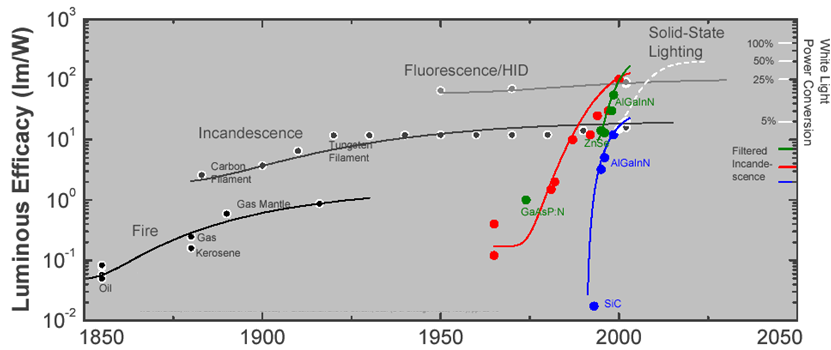 Luminous Efficacy (lm/W)
10³
10²
10¹
10⁰
10⁻¹
10⁻²
1850
1900
1950
2000
2050
Solid-State
Lighting
Fluorescence/HID
Incandescence
Carbon
Filament
Tungsten
Filament
Fire
Gas Mantle
Gas
Kerosene
Oil
AlGaInN
ZnSe
AlGaInN
GaAsP:N
SiC
100%
50%
25%
5%
White Light
Power Conversion
Filtered
Incande-
scence